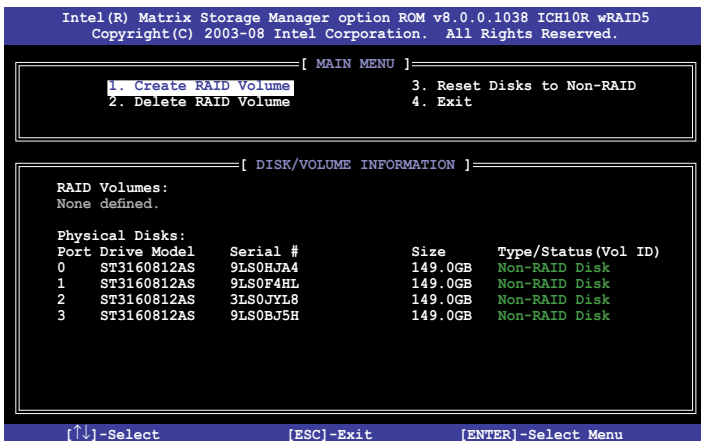 Intel(R) Matrix Storage Manager option ROM v8.0.0.1038 ICH10R wRAID5
Copyright(C) 2003-08 Intel Corporation. All Rights Reserved.
[ MAIN MENU ]
1. Create RAID Volume 3. Reset Disks to Non-RAID
2. Delete RAID Volume 4. Exit
[ DISK/VOLUME INFORMATION ]
RAID Volumes:
None defined.
Physical Disks:
Port Drive Model Serial # Size Type/Status(Vol ID)
0 ST3160812AS 9LS0HJA4 149.0GB Non-RAID Disk
1 ST3160812AS 9LS0F4HL 149.0GB Non-RAID Disk
2 ST3160812AS 3LS0JYL8 149.0GB Non-RAID Disk
3 ST3160812AS 9LS0BJ5H 149.0GB Non-RAID Disk
[↑↓]-Select [ESC]-Exit [ENTER]-Select Menu